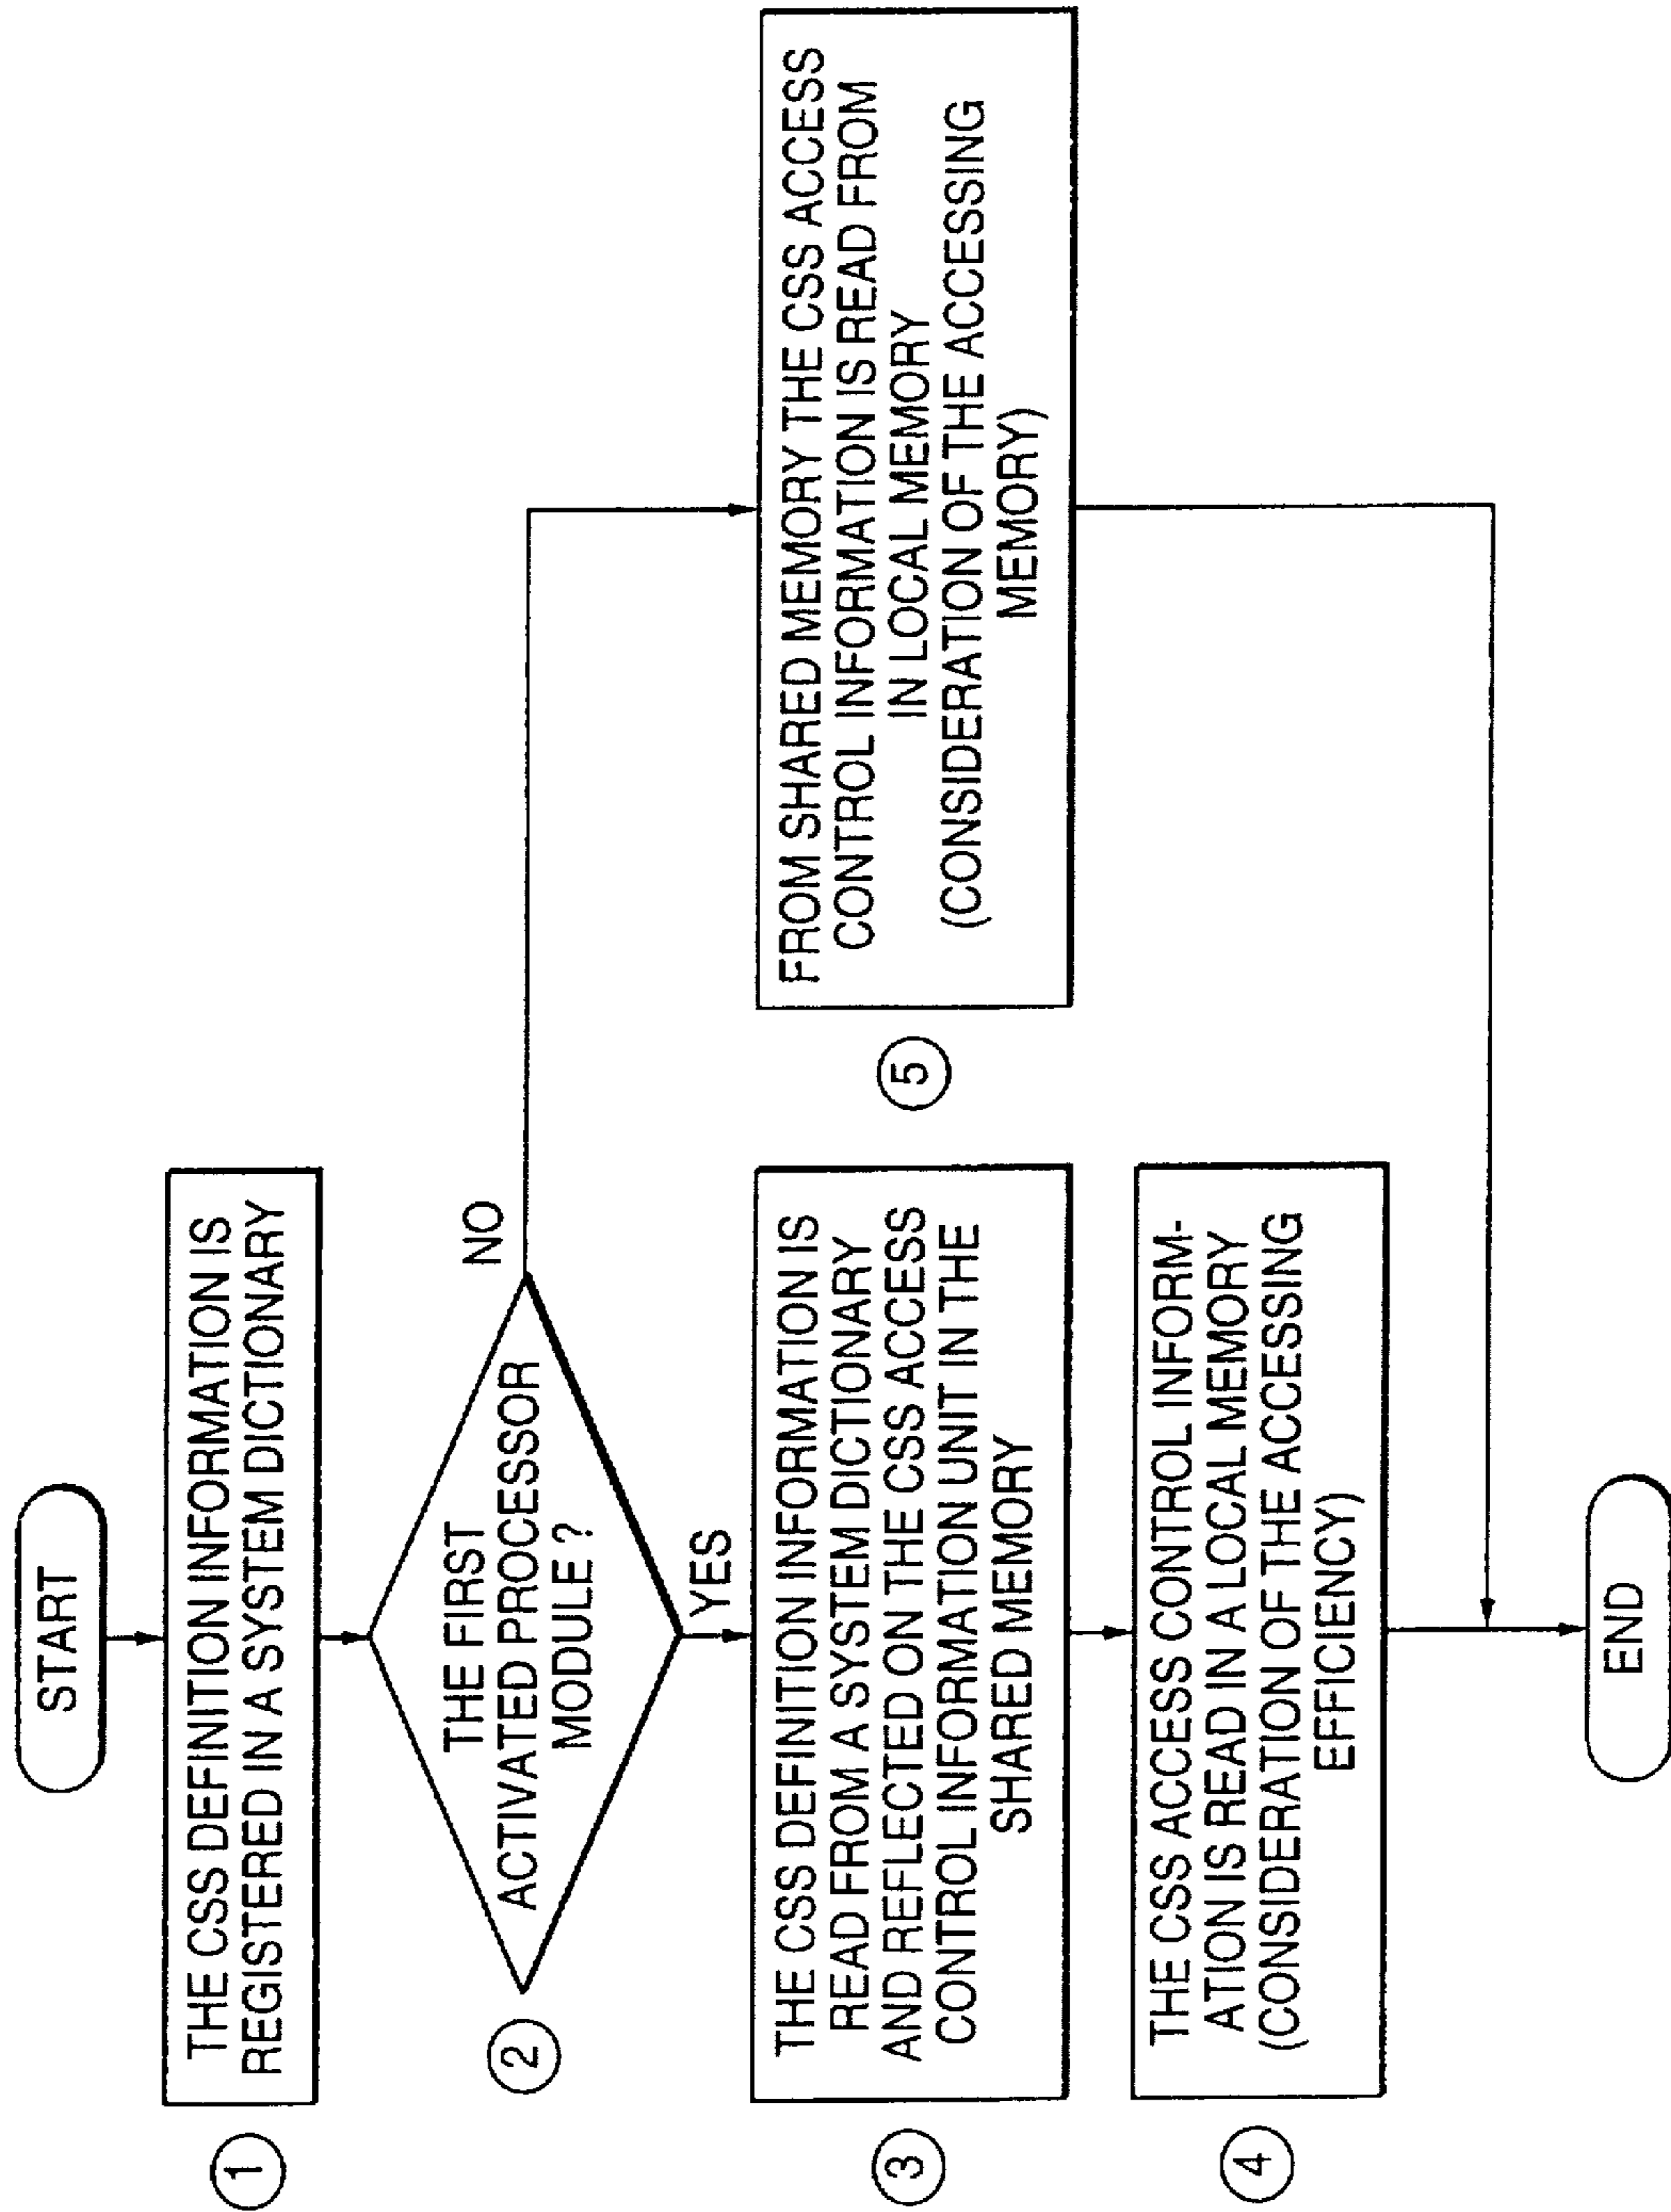 START
1
THE CSS DEFINITION INFORMATION IS
REGISTERED IN A SYSTEM DICTIONARY
2
THE FIRST
ACTIVATED PROCESSOR
MODULE ?
NO
YES
3
THE CSS DEFINITION INFORMATION IS
READ FROM A SYSTEM DICTIONARY
AND REFLECTED ON THE CSS ACCESS
CONTROL INFORMATION UNIT IN THE
SHARED MEMORY
5
FROM SHARED MEMORY THE CSS ACCESS
CONTROL INFORMATION IS READ FROM
IN LOCAL MEMORY
(CONSIDERATION OF THE ACCESSING
MEMORY)
4
THE CSS ACCESS CONTROL INFORM-
ATION IS READ IN A LOCAL MEMORY
(CONSIDERATION OF THE ACCESSING
EFFICIENCY)
END